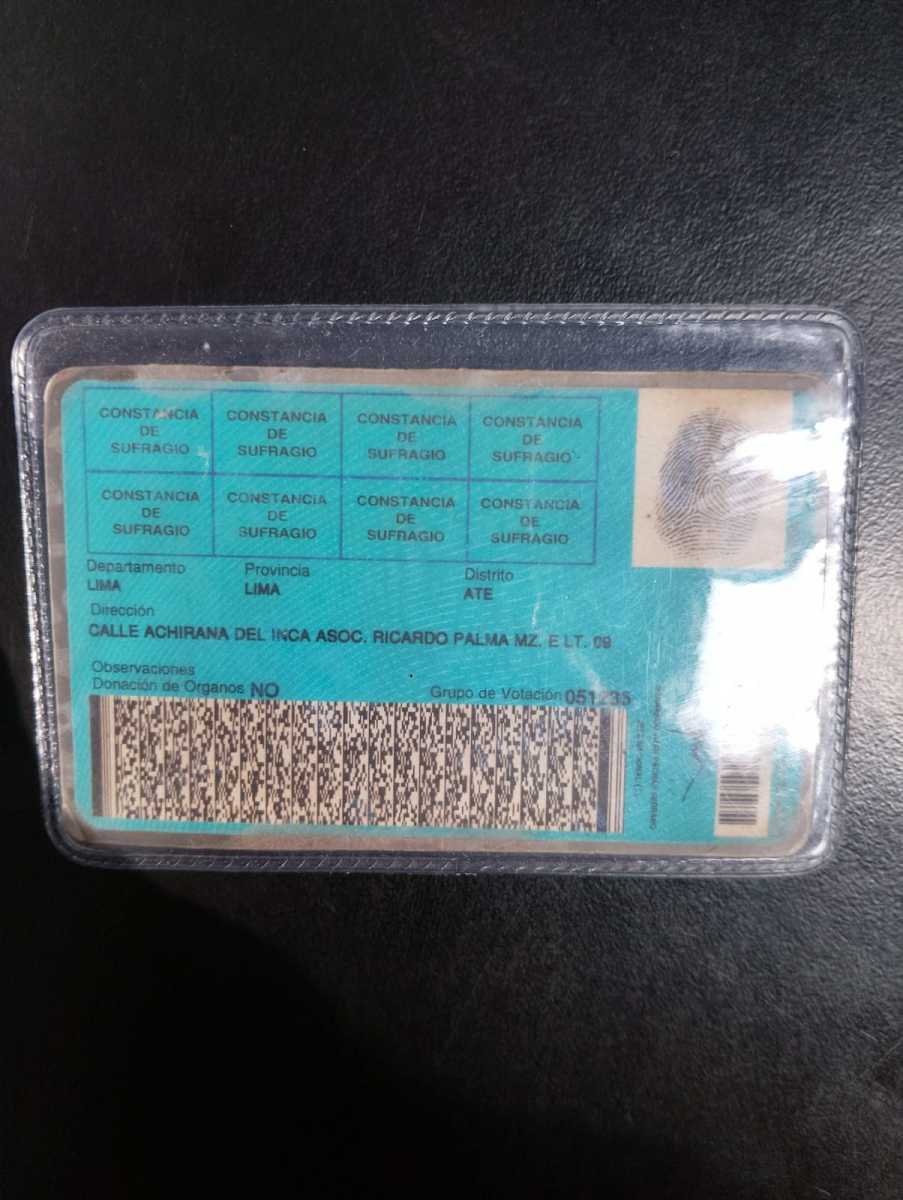 CONSTANCIA DE SUFRAGIO
CONSTANCIA DE SUFRAGIO
CONSTANCIA DE SUFRAGIO
CONSTANCIA DE SUFRAGIO
CONSTANCIA DE SUFRAGIO
CONSTANCIA DE SUFRAGIO
CONSTANCIA DE SUFRAGIO
CONSTANCIA DE SUFRAGIO
Departamento Provincia Distrito
LIMA LIMA ATE
Dirección
CALLE ACHIRANA DEL INCA ASOC. RICARDO PALMA MZ. E LT. 09
Observaciones
Donación de Organos NO Grupo de Votación